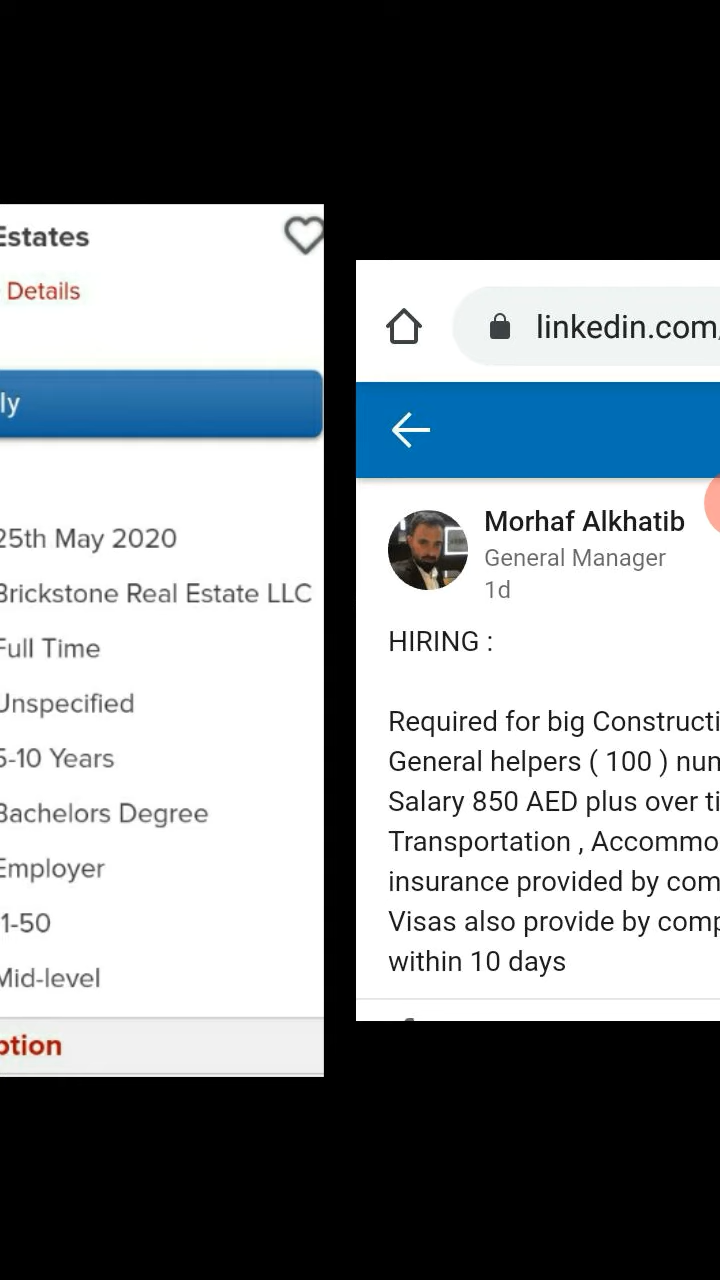 Estates
Details
ly
25th May 2020
Brickstone Real Estate LLC
Full Time
Unspecified
5-10 Years
Bachelors Degree
Employer
1-50
Mid-level
ption
linkedin.com/
Morhaf Alkhatib
General Manager
1d
HIRING :
Required for big Constructi
General helpers ( 100 ) num
Salary 850 AED plus over ti
Transportation , Accommo
insurance provided by com
Visas also provide by comp
within 10 days